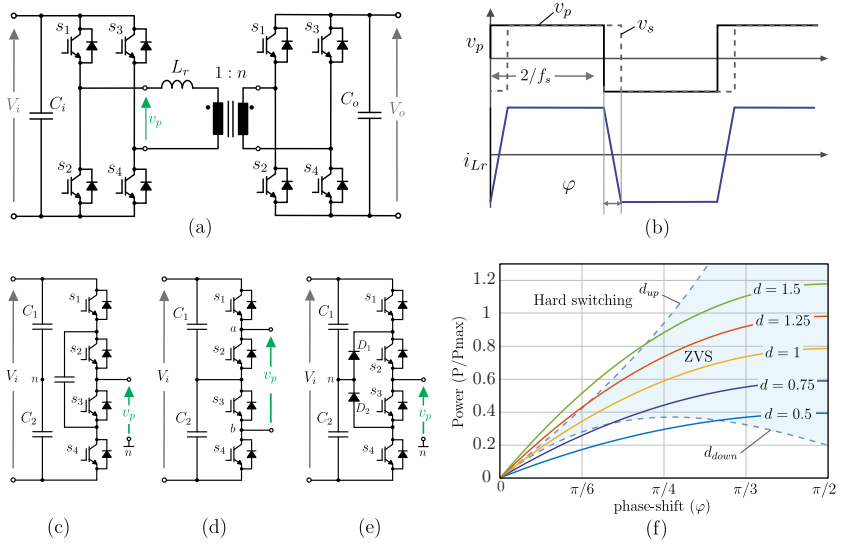 s₁ s₃
Lᵣ 1 : n
Vᵢ Cᵢ vₚ
s₂ s₄
s₁ s₃
Cₒ Vₒ
s₂ s₄
(a)
vₚ vₛ
vₚ
2/fₛ
i_Lr
φ
(b)
C₁ s₁
s₂
Vᵢ n
s₃ vₚ
C₂
s₄ n
(c)
C₁ s₁
a
s₂
Vᵢ vₚ
s₃
C₂ b
s₄
(d)
C₁ s₁
D₁
s₂
Vᵢ n
s₃ vₚ
D₂
C₂
s₄ n
(e)
Power (P/Pmax)
1.2
1
0.8
0.6
0.4
0.2
0
0 π/6 π/4 π/3 π/2
phase-shift (φ)
Hard switching
d_up
ZVS
d = 1.5
d = 1.25
d = 1
d = 0.75
d = 0.5
d_down
(f)